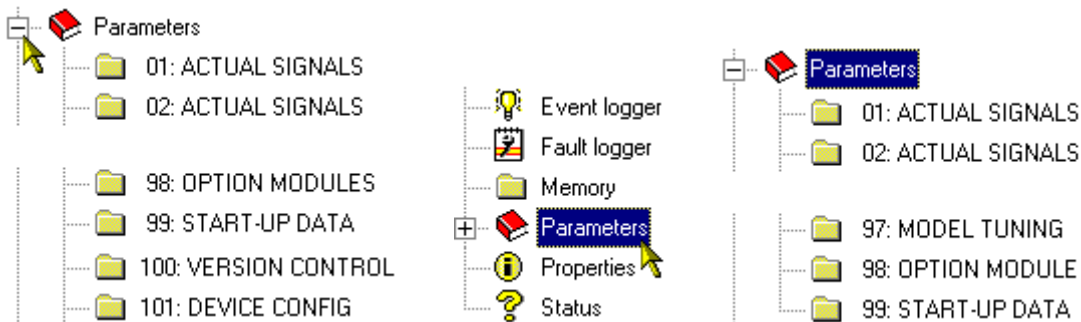 Parameters
01: ACTUAL SIGNALS
02: ACTUAL SIGNALS
98: OPTION MODULES
99: START-UP DATA
100: VERSION CONTROL
101: DEVICE CONFIG
Event logger
Fault logger
Memory
Parameters
Properties
Status
Parameters
01: ACTUAL SIGNALS
02: ACTUAL SIGNALS
97: MODEL TUNING
98: OPTION MODULE
99: START-UP DATA